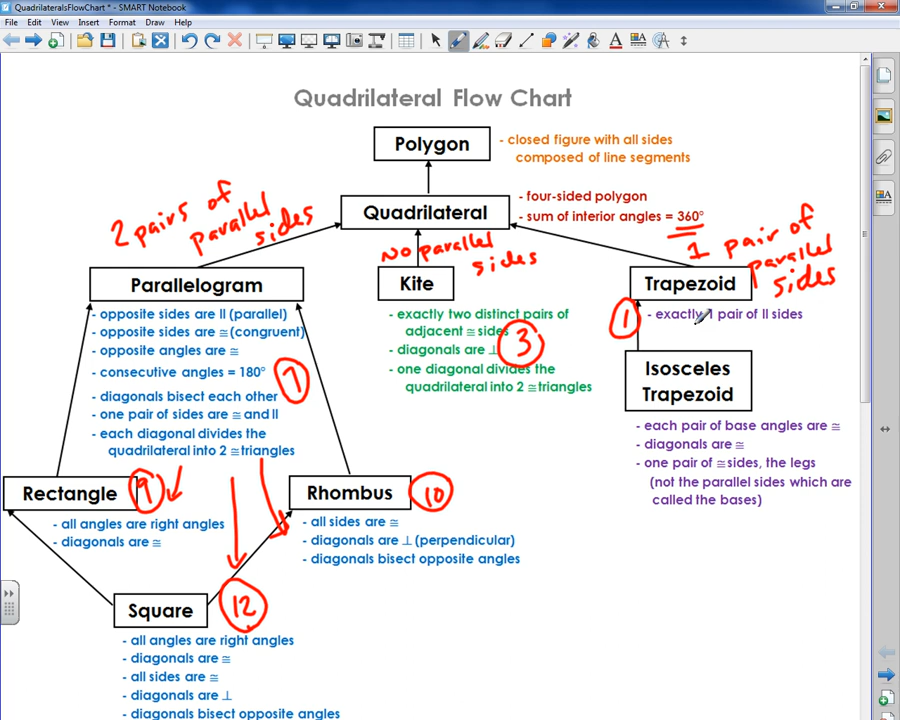 QuadrilateralsFlowChart * - SMART Notebook
File Edit View Insert Format Draw Tools Help
Quadrilateral Flow Chart
Polygon
- closed figure with all sides
composed of line segments
Quadrilateral
- four-sided polygon
- sum of interior angles = 360°
2 pairs of
parallel
sides
No parallel
sides
1 pair of
parallel
sides
Parallelogram
- opposite sides are ll (parallel)
- opposite sides are ≅ (congruent)
- opposite angles are ≅
- consecutive angles = 180°
- diagonals bisect each other
- one pair of sides are ≅ and ll
- each diagonal divides the
quadrilateral into 2 ≅ triangles
7
Kite
- exactly two distinct pairs of
adjacent ≅ sides
- diagonals are ⊥
- one diagonal divides the
quadrilateral into 2 ≅ triangles
3
Trapezoid
- exactly 1 pair of ll sides
1
Isosceles
Trapezoid
- each pair of base angles are ≅
- diagonals are ≅
- one pair of ≅ sides, the legs
(not the parallel sides which are
called the bases)
Rectangle
9
- all angles are right angles
- diagonals are ≅
Rhombus
10
- all sides are ≅
- diagonals are ⊥ (perpendicular)
- diagonals bisect opposite angles
Square
12
- all angles are right angles
- diagonals are ≅
- all sides are ≅
- diagonals are ⊥
- diagonals bisect opposite angles